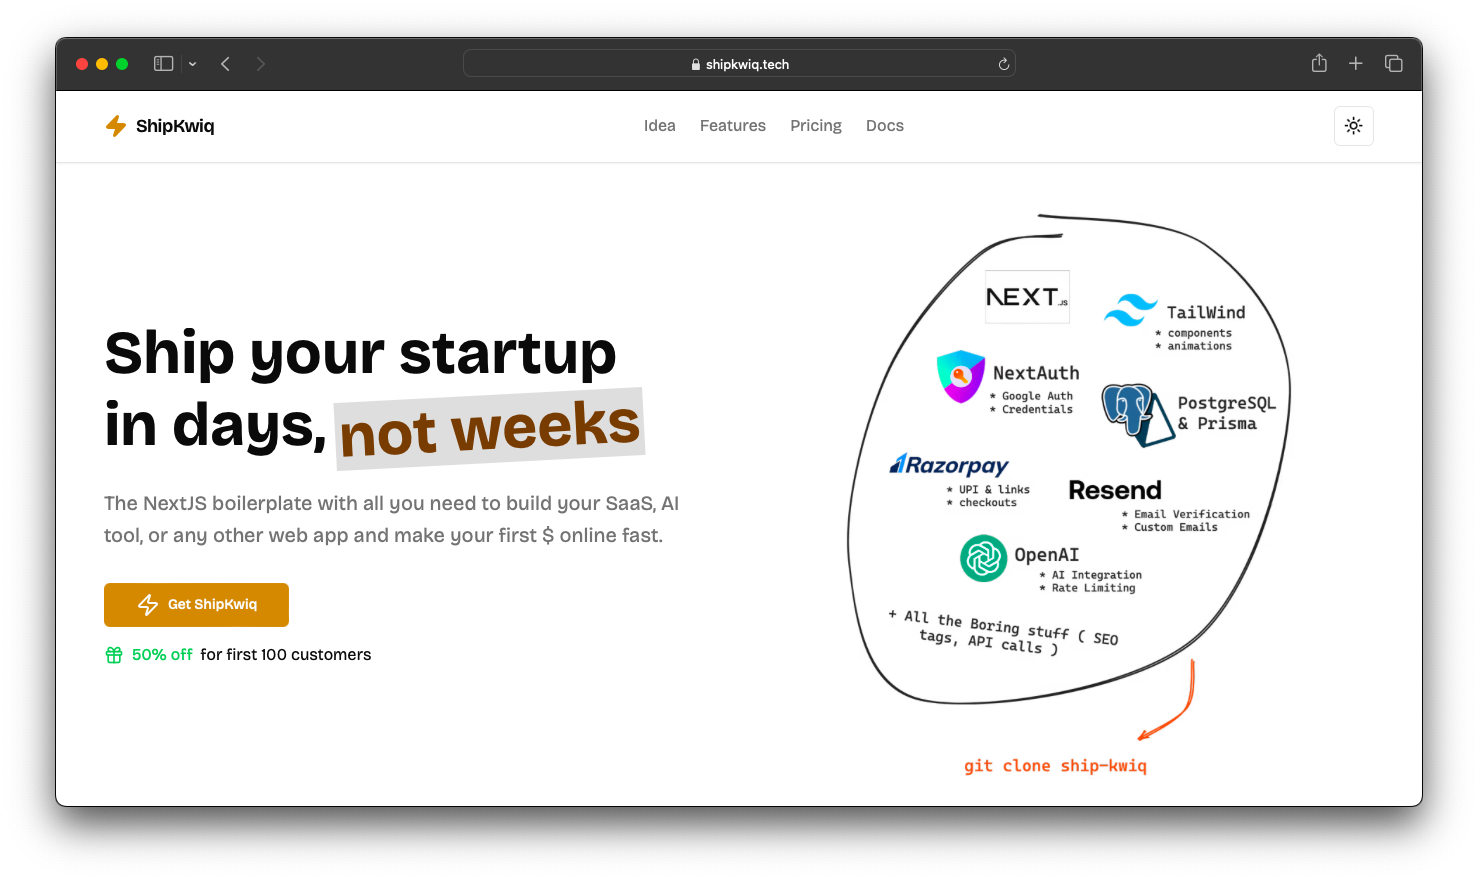 shipkwiq.tech
ShipKwiq
Idea
Features
Pricing
Docs
Ship your startup
in days, not weeks
The NextJS boilerplate with all you need to build your SaaS, AI
tool, or any other web app and make your first $ online fast.
Get ShipKwiq
50% off for first 100 customers
NEXT.JS
TailWind
* components
* animations
NextAuth
* Google Auth
* Credentials
PostgreSQL
& Prisma
Razorpay
* UPI & links
* checkouts
Resend
* Email Verification
* Custom Emails
OpenAI
* AI Integration
* Rate Limiting
+ All the Boring stuff ( SEO
tags, API calls )
git clone ship-kwiq